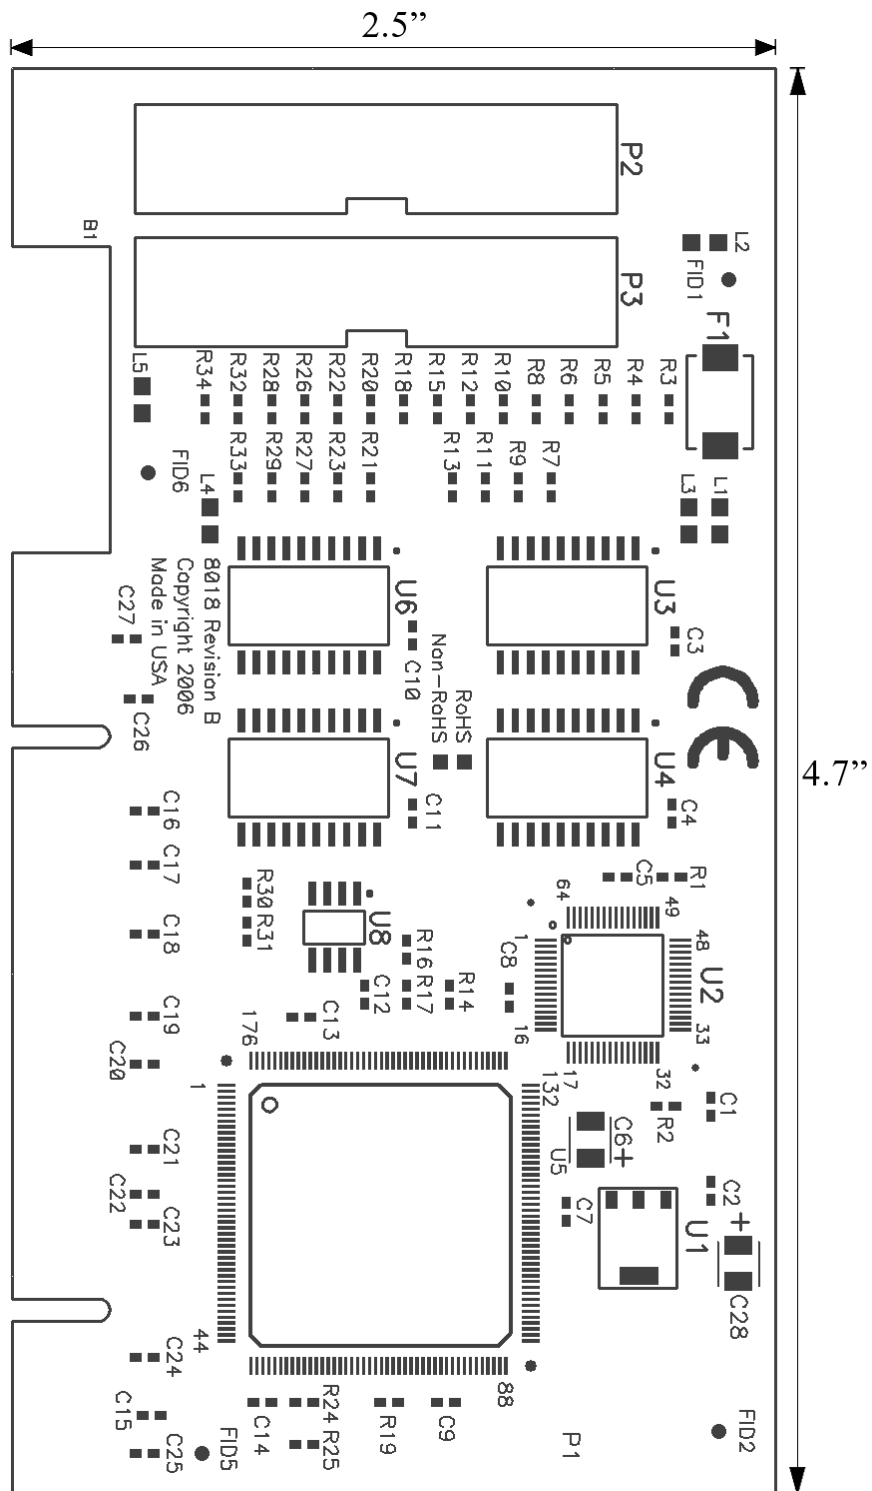 2.5”
P2
B1
L2
P3
FID1
F1
L5
R34
R32
R28
R26
R22
R20
R18
R15
R12
R10
R8
R6
R5
R4
R3
FID6
R33
R29
R27
R23
R21
R13
R11
R9
R7
L4
L3
L1
8018 Revision B
Copyright 2006
Made in USA
C27
U6
U3
C3
C10
Non-RoHS
RoHS
C26
CE
U7
U4
4.7”
C16
C11
C4
C17
C5
R1
R30
64
49
C18
R31
U8
R16
1
48
C8
U2
C12
R17
R14
C19
176
C13
16
33
C20
1
132
17
32
C1
R2
C21
C6+
U5
C22
C23
C7
C2
U1
+
C28
44
C24
88
C15
C14
R24
R19
C9
C25
FID5
R25
P1
FID2